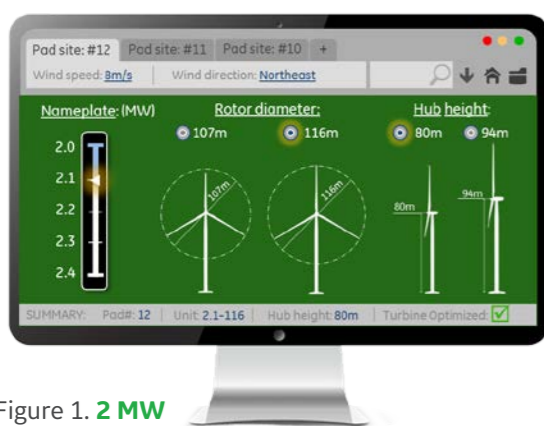 Pad site: #12 Pad site: #11 Pad site: #10 +
Wind speed: 8m/s Wind direction: Northeast
Nameplate: (MW) Rotor diameter: Hub height:
107m 116m 80m 94m
2.0
2.1
2.2
2.3
2.4
107m
116m
80m
94m
SUMMARY: Pad#: 12 Unit: 2.1-116 Hub height: 80m Turbine Optimized:
Figure 1. 2 MW